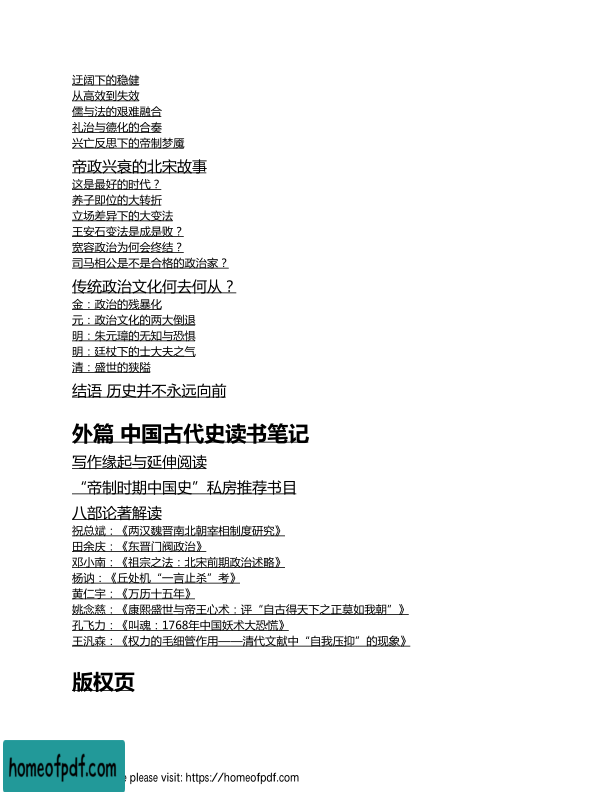 迂阔下的稳健
从高效到失效
儒与法的艰难融合
礼治与德化的合奏
兴亡反思下的帝制梦魇
帝政兴衰的北宋故事
这是最好的时代？
养子即位的大转折
立场差异下的大变法
王安石变法是成是败？
宽容政治为何会终结？
司马相公是不是合格的政治家？
传统政治文化何去何从？
金：政治的残暴化
元：政治文化的两大倒退
明：朱元璋的无知与恐惧
明：廷杖下的士大夫之气
清：盛世的狭隘
结语 历史并不永远向前
外篇 中国古代史读书笔记
写作缘起与延伸阅读
“帝制时期中国史”私房推荐书目
八部论著解读
祝总斌：《两汉魏晋南北朝宰相制度研究》
田余庆：《东晋门阀政治》
邓小南：《祖宗之法：北宋前期政治述略》
杨讷：《丘处机“一言止杀”考》
黄仁宇：《万历十五年》
姚念慈：《康熙盛世与帝王心术：评“自古得天下之正莫如我朝”》
孔飞力：《叫魂：1768年中国妖术大恐慌》
王汎森：《权力的毛细管作用——清代文献中“自我压抑”的现象》
版权页
homeofpdf.com
e please visit: https://homeofpdf.com